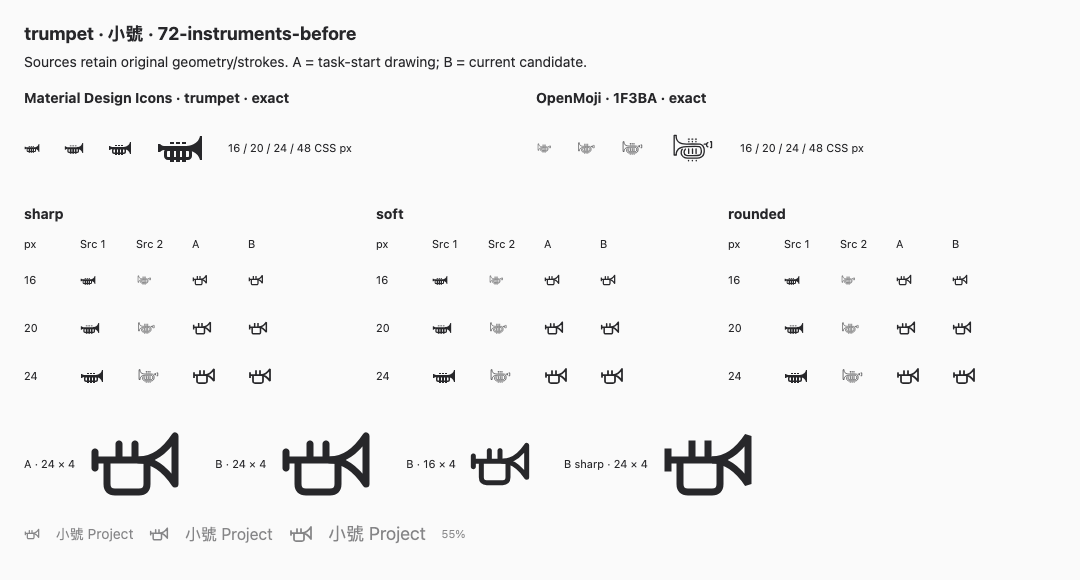 trumpet · 小號 · 72-instruments-before
Sources retain original geometry/strokes. A = task-start drawing; B = current candidate.
Material Design Icons · trumpet · exact
OpenMoji · 1F3BA · exact
16 / 20 / 24 / 48 CSS px
16 / 20 / 24 / 48 CSS px
sharp
soft
rounded
px Src 1 Src 2 A B
px Src 1 Src 2 A B
px Src 1 Src 2 A B
16
16
16
20
20
20
24
24
24
A · 24 × 4
B · 24 × 4
B · 16 × 4
B sharp · 24 × 4
小號 Project
小號 Project
小號 Project
55%